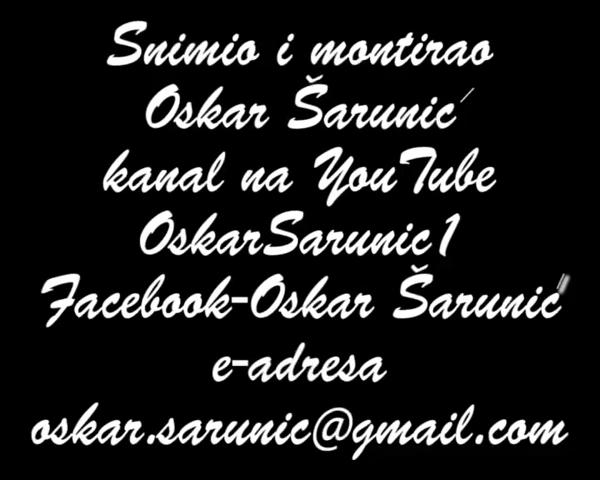 Snimio i montirao
Oskar Šarunić
kanal na YouTube
OskarSarunic1
Facebook-Oskar Šarunić
e-adresa
oskar.sarunic@gmail.com